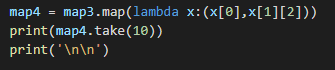 map4 = map3.map(lambda x:(x[0],x[1][2]))
print(map4.take(10))
print('\n\n')